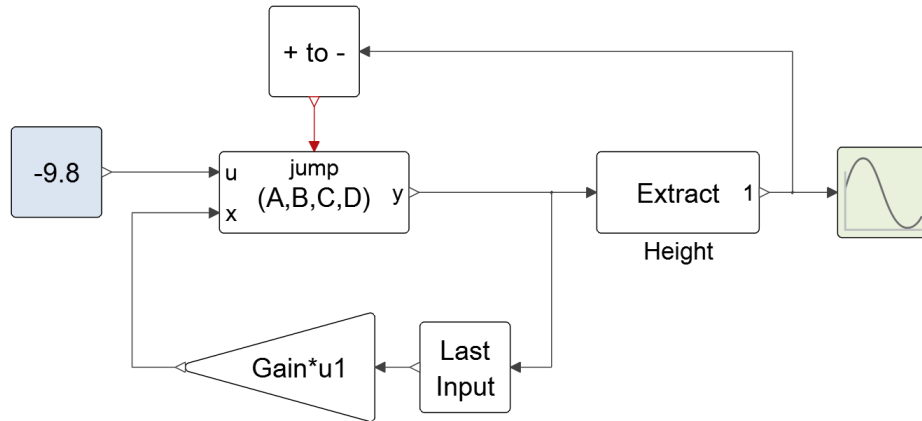 + to -
-9.8
u
jump
(A,B,C,D)
y
x
Extract
1
Height
Gain*u1
Last
Input